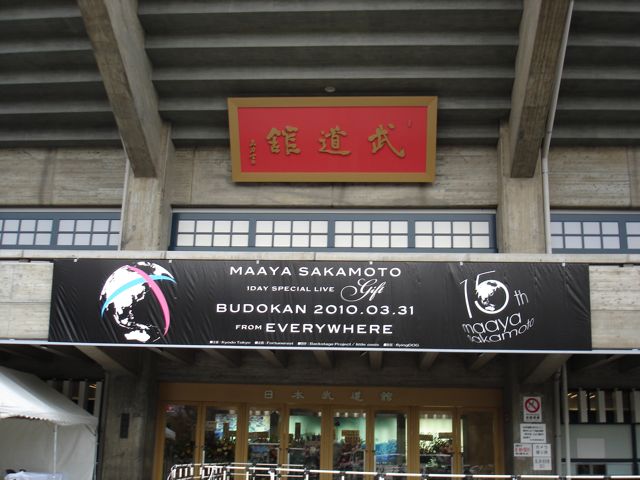 武道館
MAAYA SAKAMOTO
1DAY SPECIAL LIVE Gift
BUDOKAN 2010.03.31
FROM EVERYWHERE
15th
maaya sakamoto
日本武道館